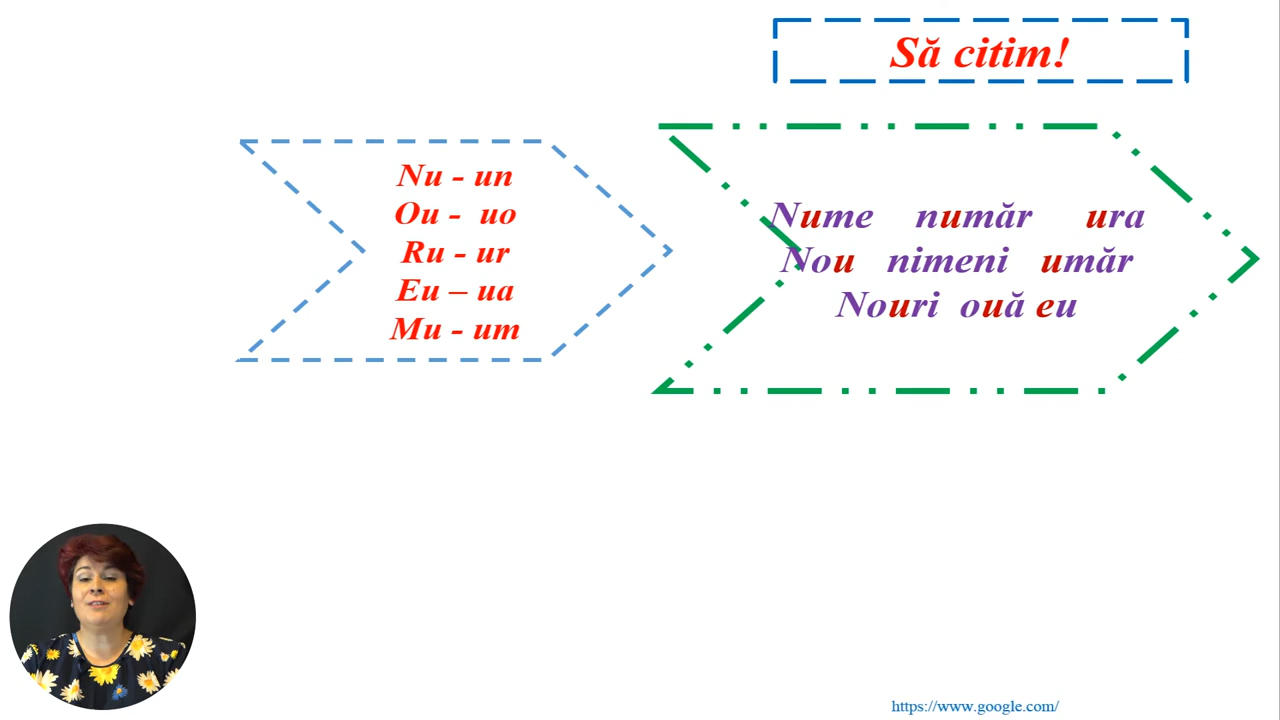 Să citim!
Nu - un
Ou - uo
Ru - ur
Eu – ua
Mu - um
Nume număr ura
Nou nimeni umăr
Nouri ouă eu
https://www.google.com/